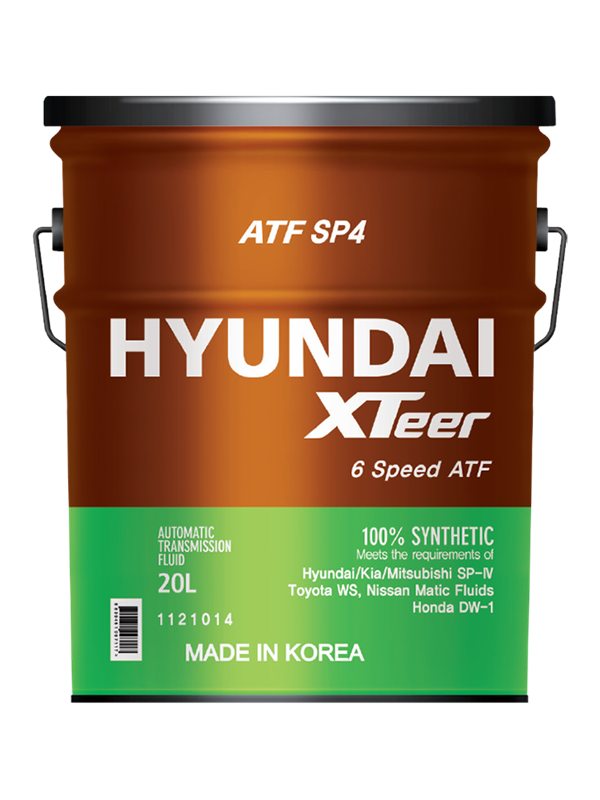 ATF SP4
HYUNDAI
XTeer
6 Speed ATF
AUTOMATIC
TRANSMISSION
FLUID
20L
1121014
100% SYNTHETIC
Meets the requirements of
Hyundai/Kia/Mitsubishi SP-IV
Toyota WS, Nissan Matic Fluids
Honda DW-1
MADE IN KOREA